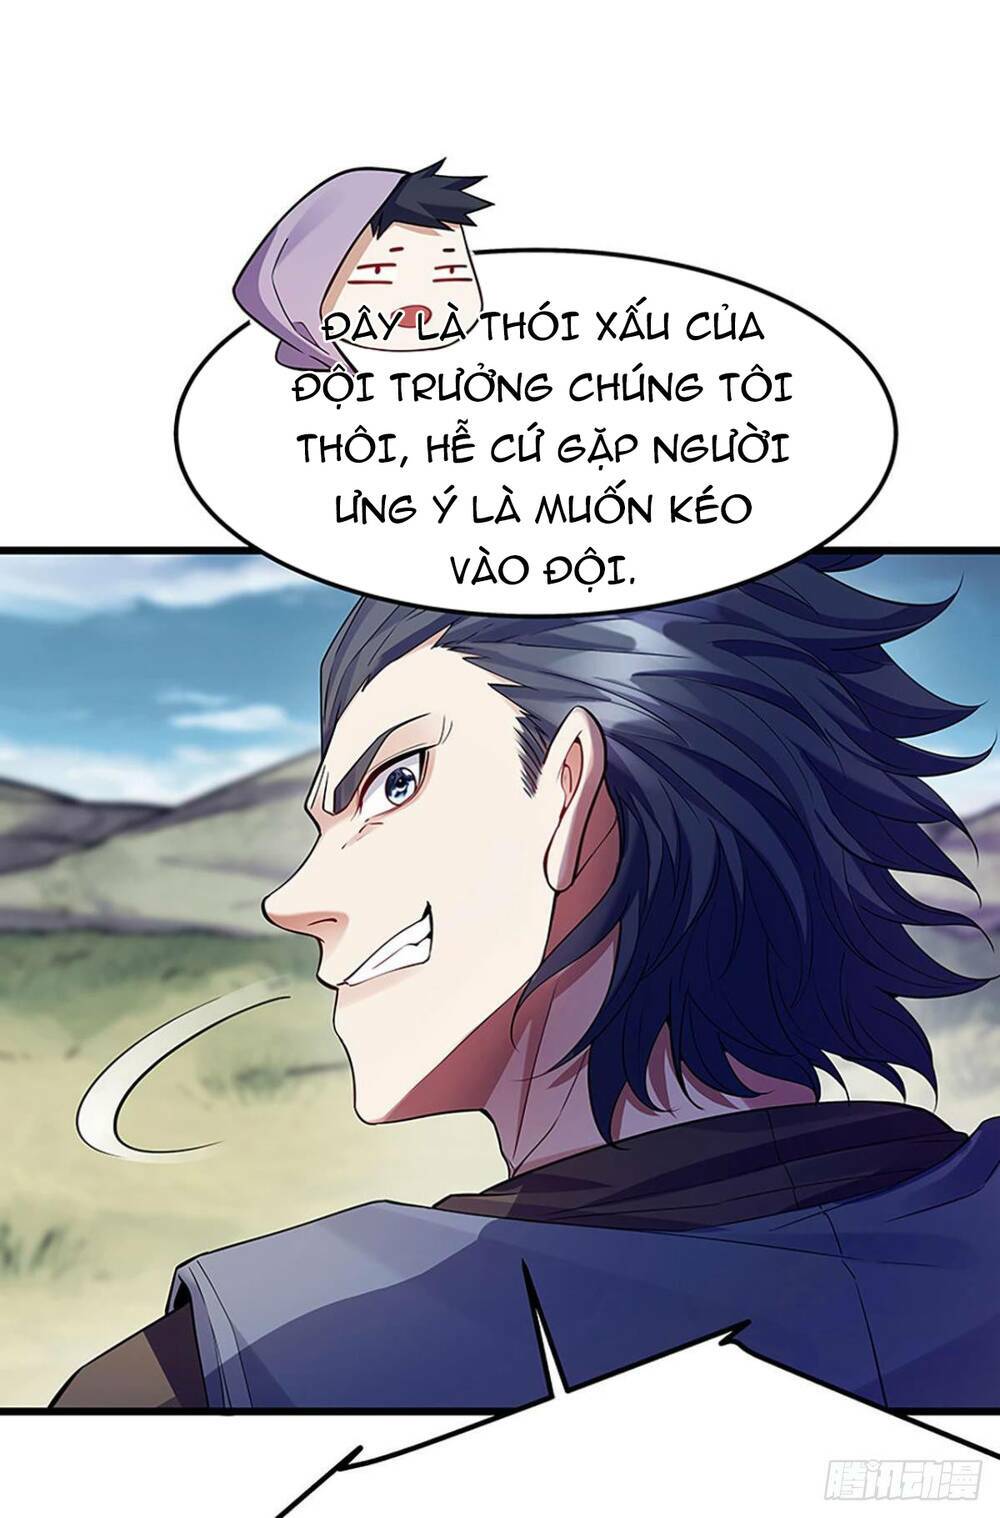 ĐÂY LÀ THÓI XẤU CỦA
ĐỘI TRƯỞNG CHÚNG TÔI
THÔI, HỄ CỨ GẶP NGƯỜI
ƯNG Ý LÀ MUỐN KÉO
VÀO ĐỘI.
腾讯动漫